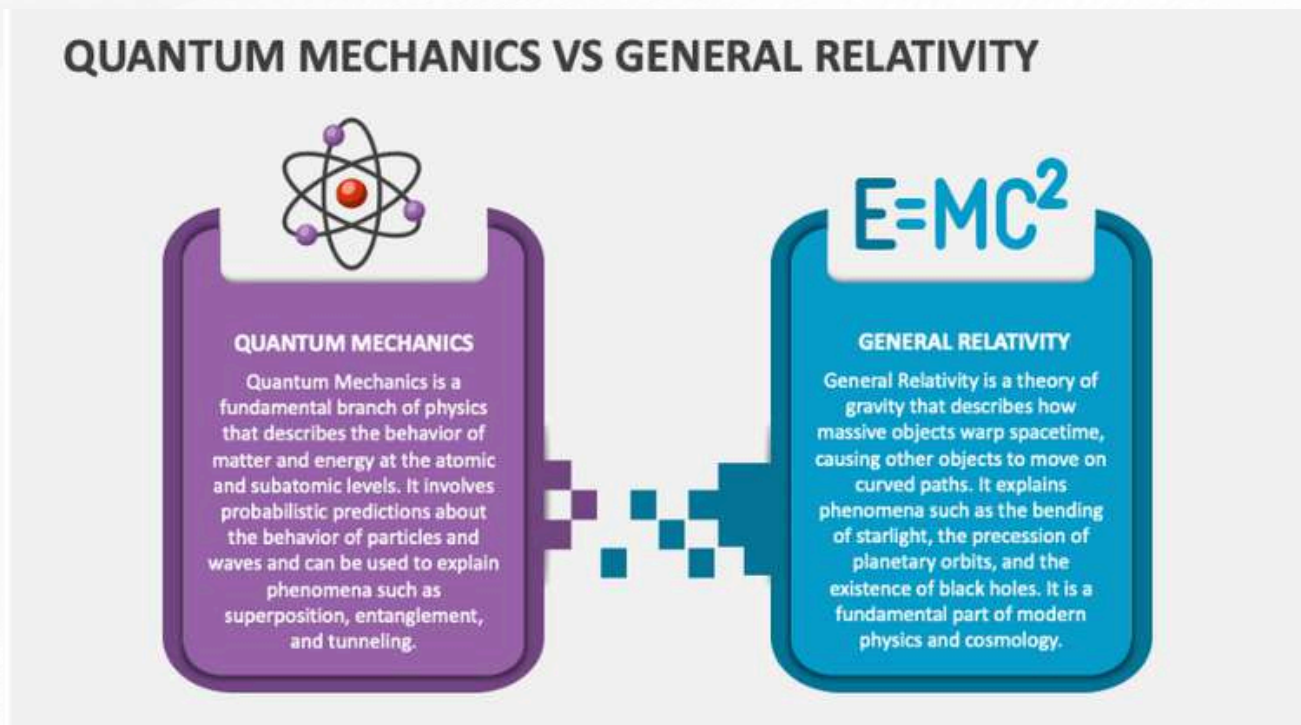 QUANTUM MECHANICS VS GENERAL RELATIVITY
E=MC²
QUANTUM MECHANICS
Quantum Mechanics is a
fundamental branch of physics
that describes the behavior of
matter and energy at the atomic
and subatomic levels. It involves
probabilistic predictions about
the behavior of particles and
waves and can be used to explain
phenomena such as
superposition, entanglement,
and tunneling.
GENERAL RELATIVITY
General Relativity is a theory of
gravity that describes how
massive objects warp spacetime,
causing other objects to move on
curved paths. It explains
phenomena such as the bending
of starlight, the precession of
planetary orbits, and the
existence of black holes. It is a
fundamental part of modern
physics and cosmology.